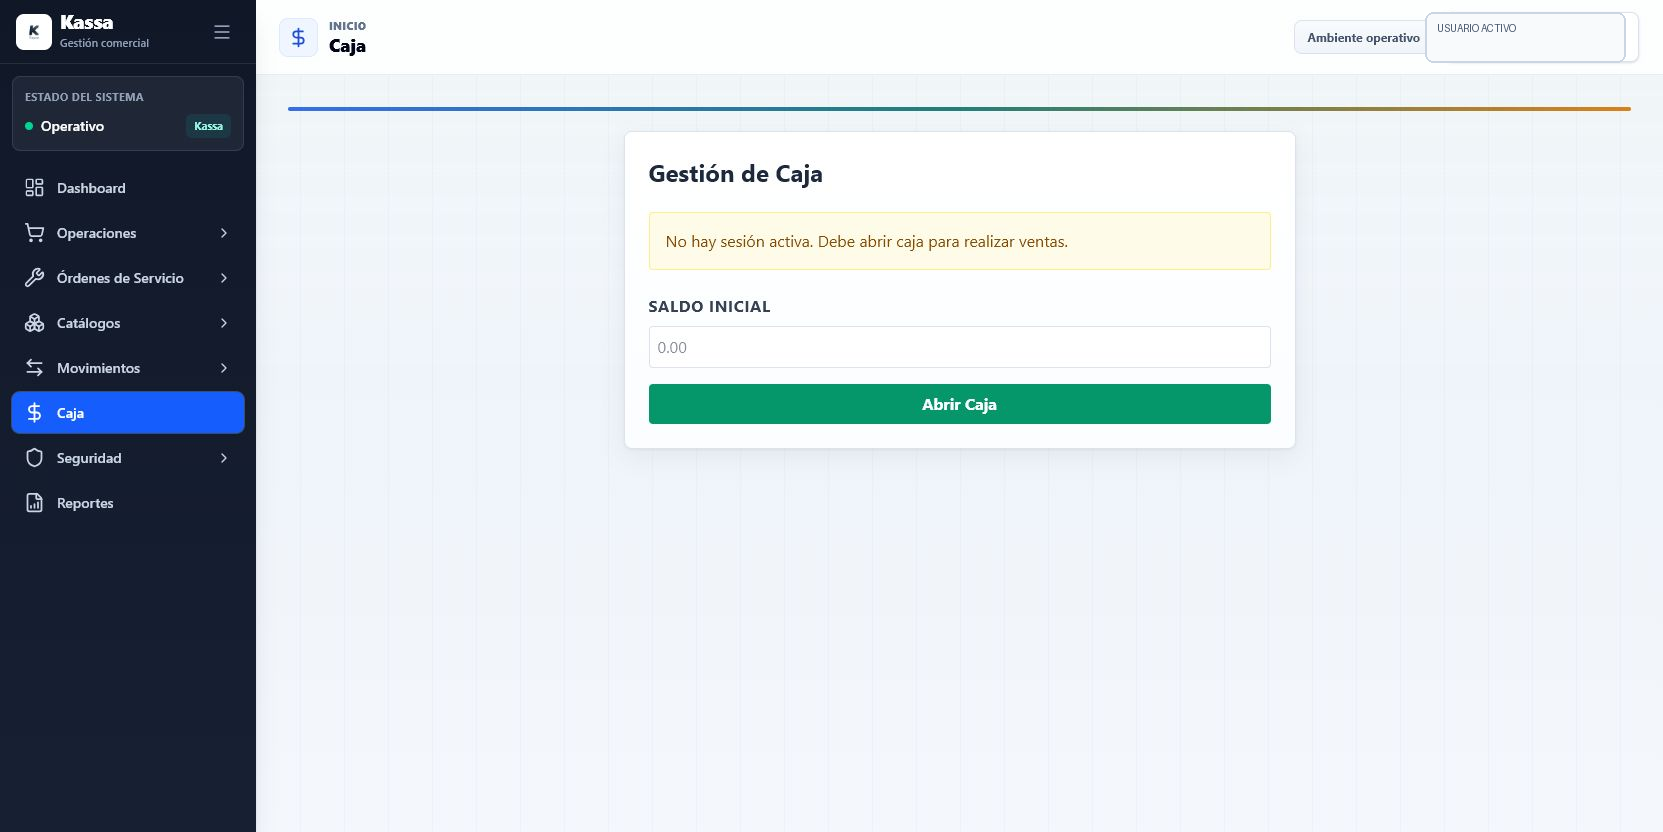 K
Kassa
Gestión comercial
ESTADO DEL SISTEMA
Operativo
Kassa
Dashboard
Operaciones
Órdenes de Servicio
Catálogos
Movimientos
Caja
Seguridad
Reportes
INICIO
Caja
Ambiente operativo
USUARIO ACTIVO
Gestión de Caja
No hay sesión activa. Debe abrir caja para realizar ventas.
SALDO INICIAL
0.00
Abrir Caja